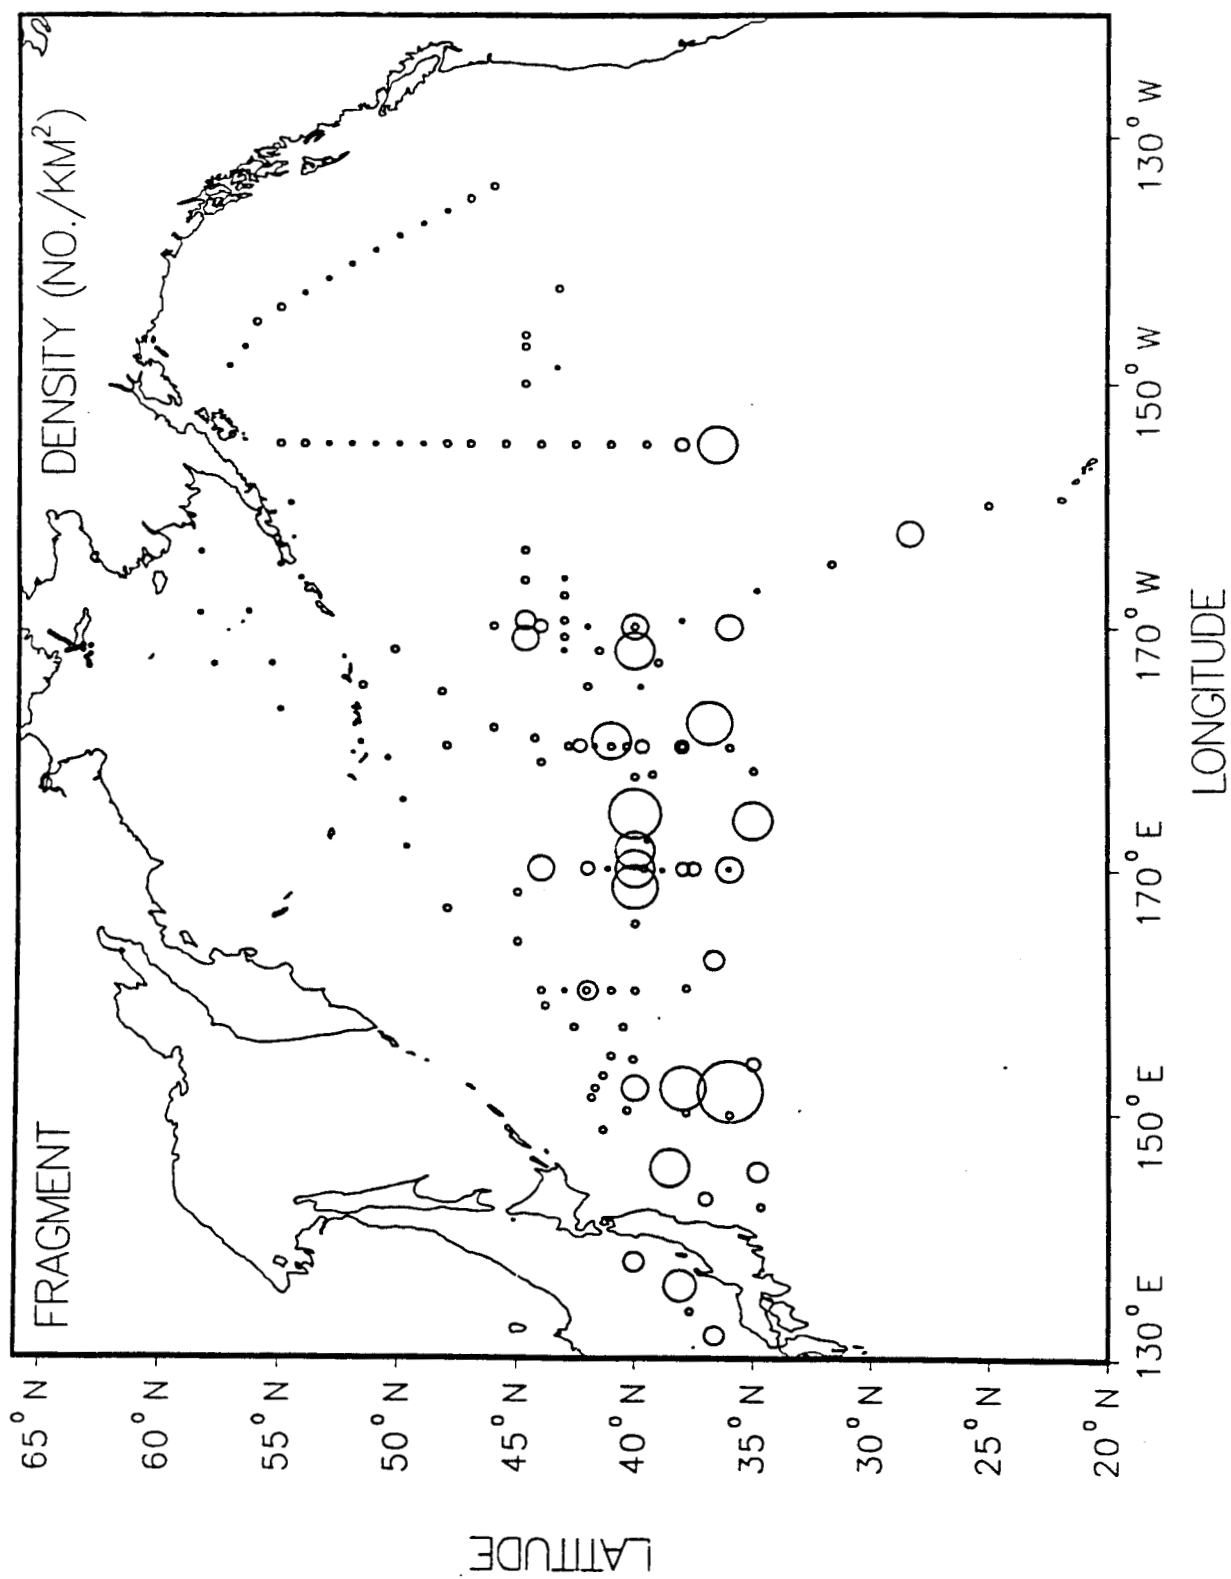 FRAGMENT DENSITY (NO./KM²)
65° N
60° N
55° N
50° N
45° N
40° N
35° N
30° N
25° N
20° N
LATITUDE
130° E
150° E
170° E
170° W
150° W
130° W
LONGITUDE